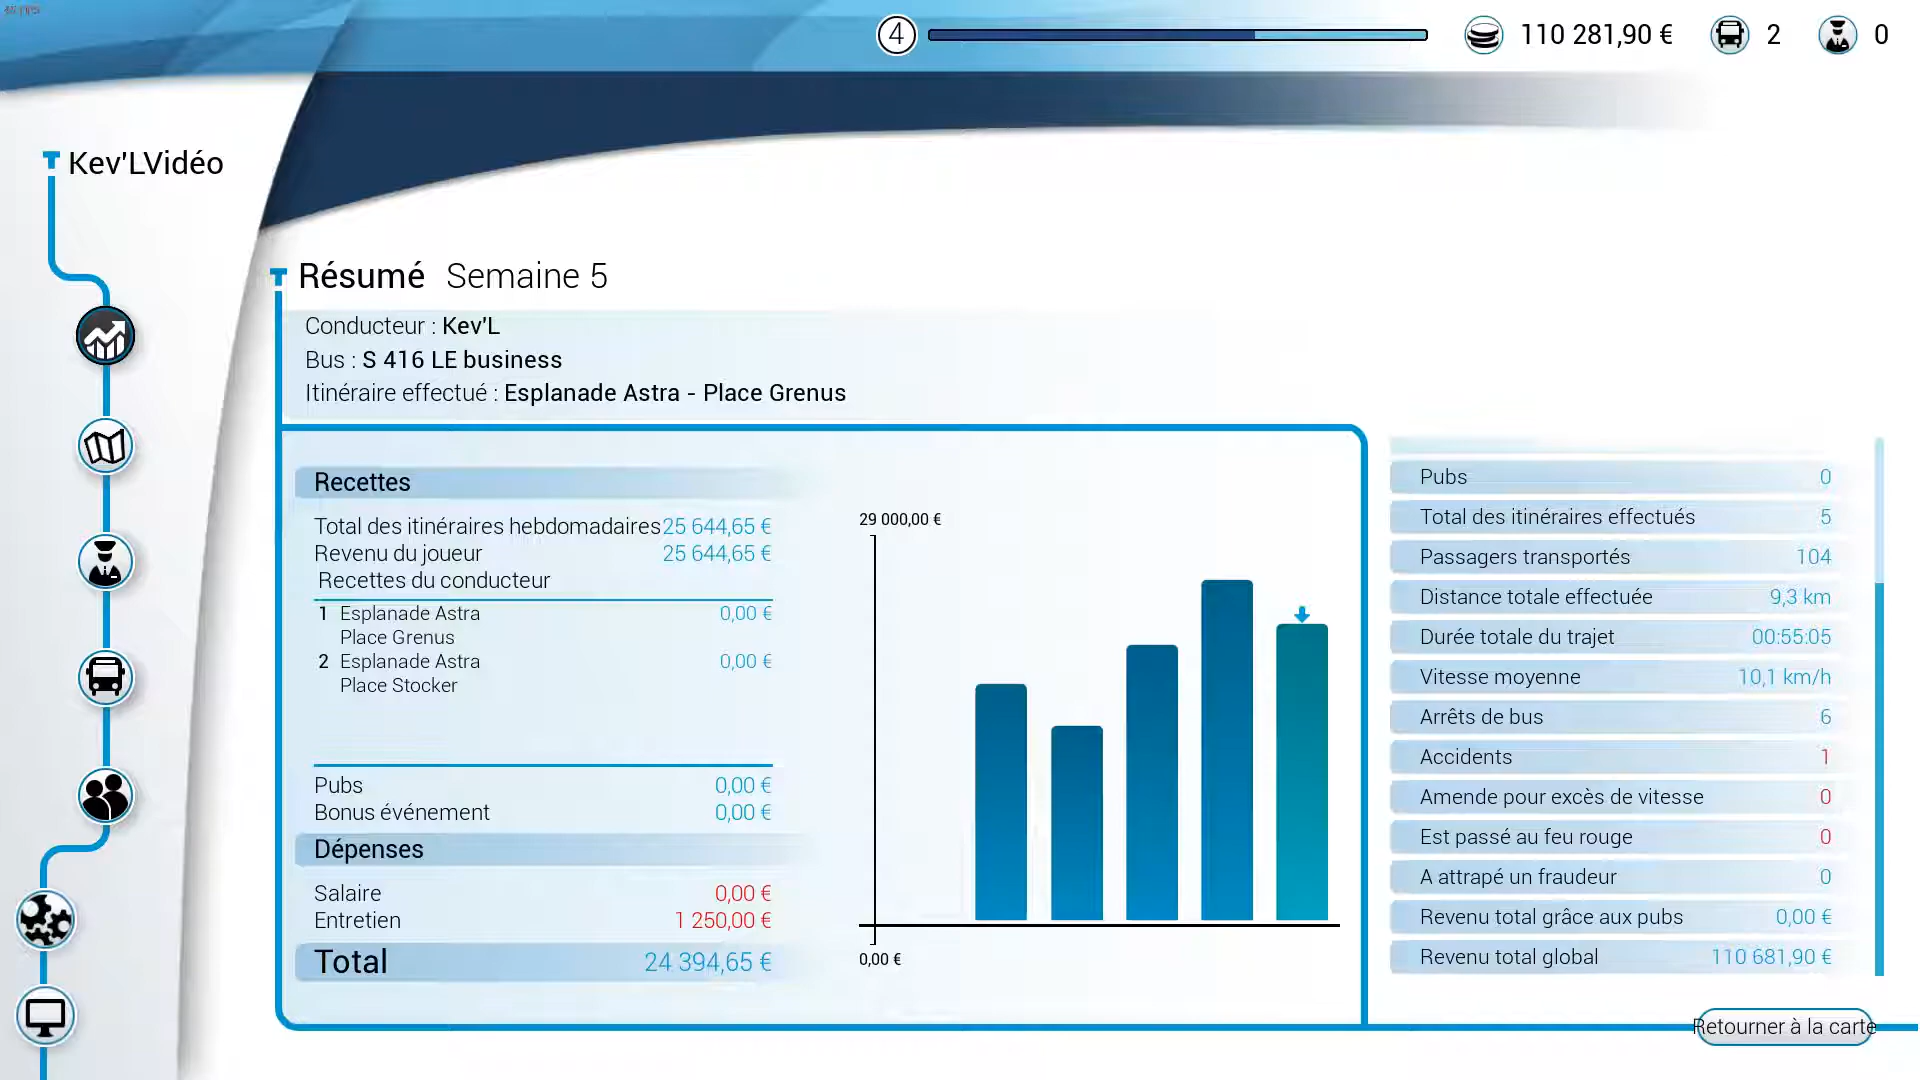 4
110 281,90 €
2
0
Kev'LVidéo
Résumé Semaine 5
Conducteur : Kev'L
Bus : S 416 LE business
Itinéraire effectué : Esplanade Astra - Place Grenus
Recettes
Total des itinéraires hebdomadaires 25 644,65 €
Revenu du joueur 25 644,65 €
Recettes du conducteur
1 Esplanade Astra 0,00 €
Place Grenus
2 Esplanade Astra 0,00 €
Place Stocker
Pubs 0,00 €
Bonus événement 0,00 €
Dépenses
Salaire 0,00 €
Entretien 1 250,00 €
Total 24 394,65 €
29 000,00 €
0,00 €
Pubs 0
Total des itinéraires effectués 5
Passagers transportés 104
Distance totale effectuée 9,3 km
Durée totale du trajet 00:55:05
Vitesse moyenne 10,1 km/h
Arrêts de bus 6
Accidents 1
Amende pour excès de vitesse 0
Est passé au feu rouge 0
A attrapé un fraudeur 0
Revenu total grâce aux pubs 0,00 €
Revenu total global 110 681,90 €
Retourner à la carte